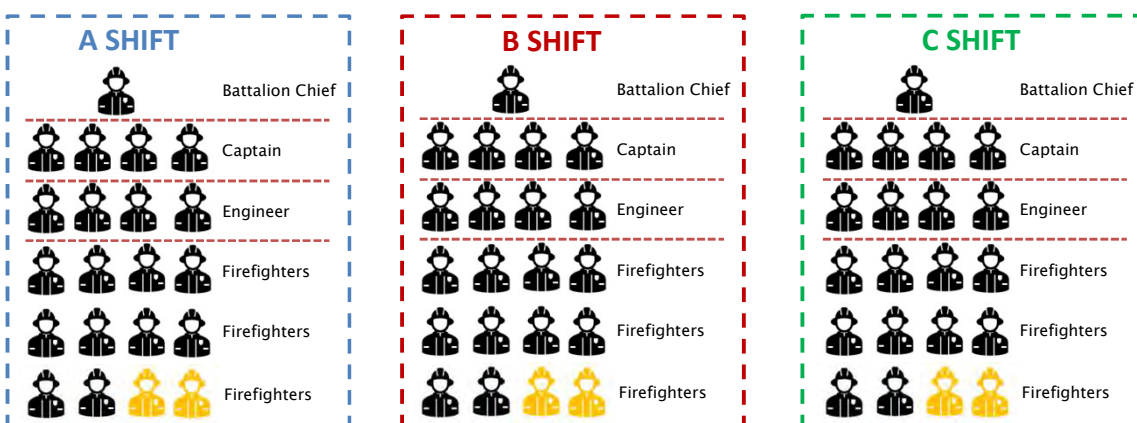 A SHIFT
Battalion Chief
Captain
Engineer
Firefighters
Firefighters
Firefighters
B SHIFT
Battalion Chief
Captain
Engineer
Firefighters
Firefighters
Firefighters
C SHIFT
Battalion Chief
Captain
Engineer
Firefighters
Firefighters
Firefighters